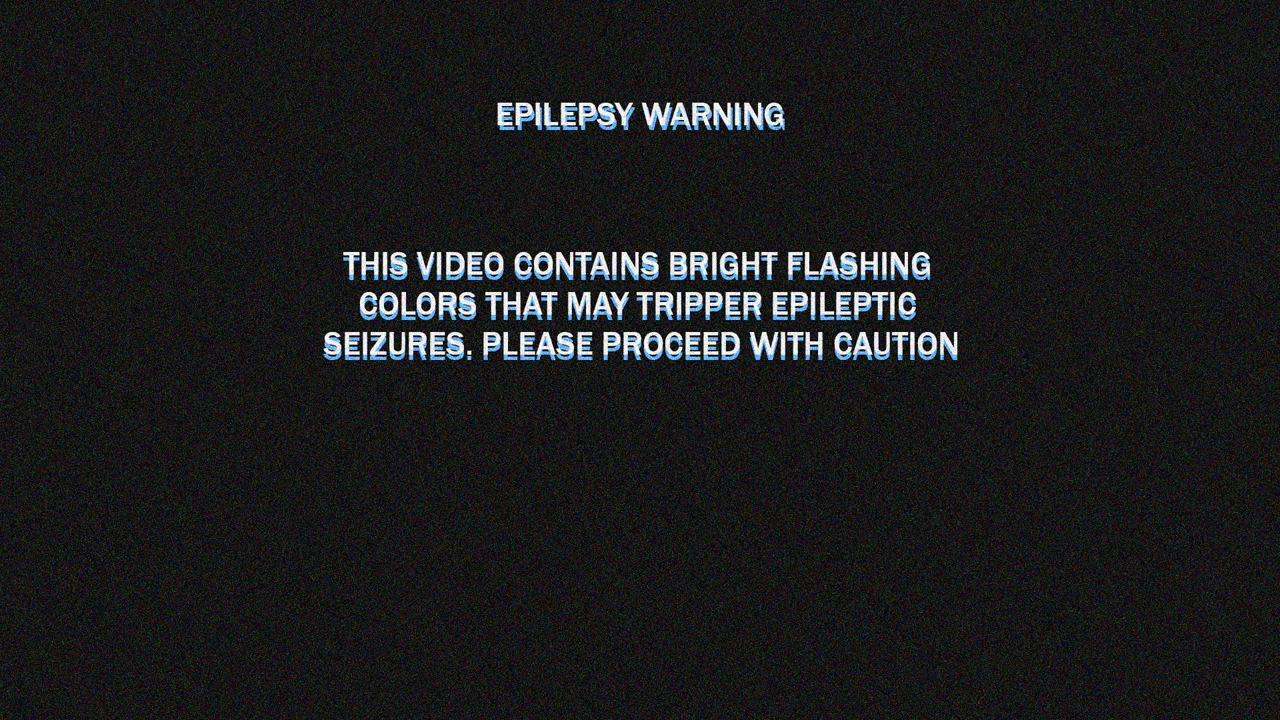 EPILEPSY WARNING
THIS VIDEO CONTAINS BRIGHT FLASHING
COLORS THAT MAY TRIPPER EPILEPTIC
SEIZURES. PLEASE PROCEED WITH CAUTION